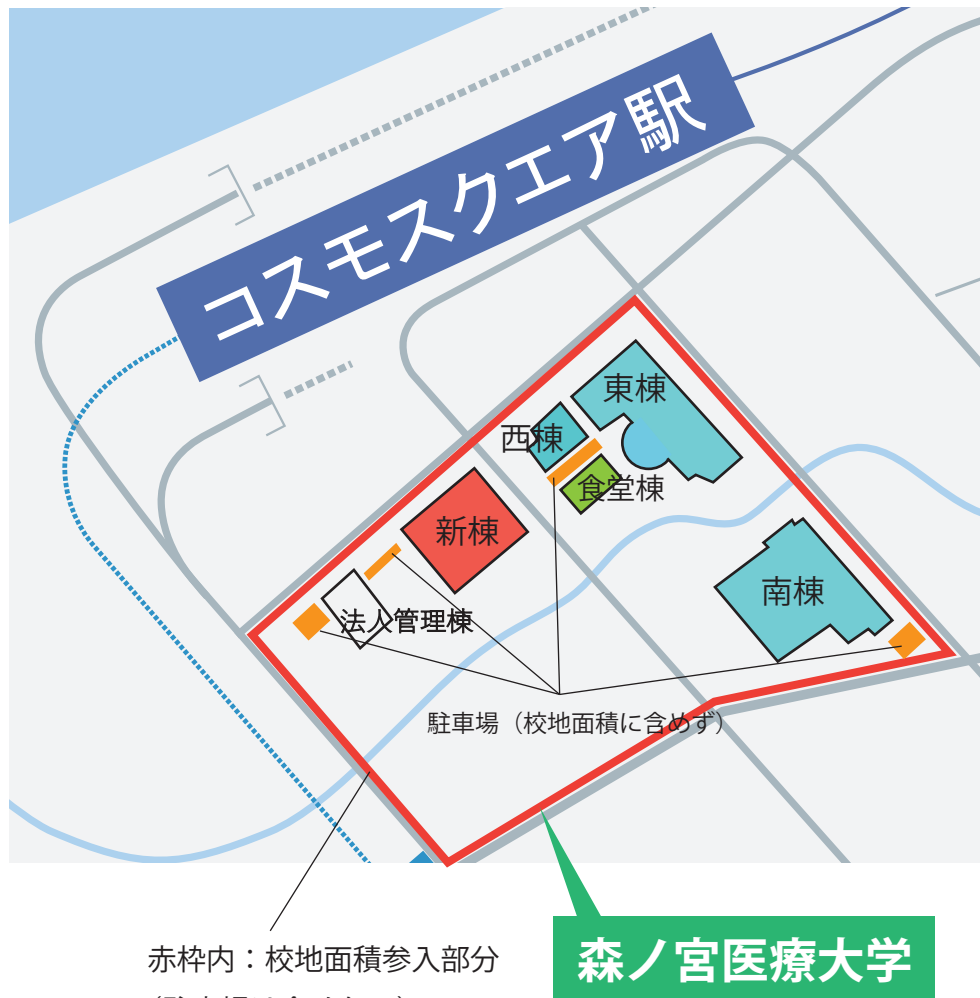 コスモスクエア駅
東棟
西棟
食堂棟
新棟
南棟
法人管理棟
駐車場（校地面積に含めず）
赤枠内：校地面積参入部分
森ノ宮医療大学